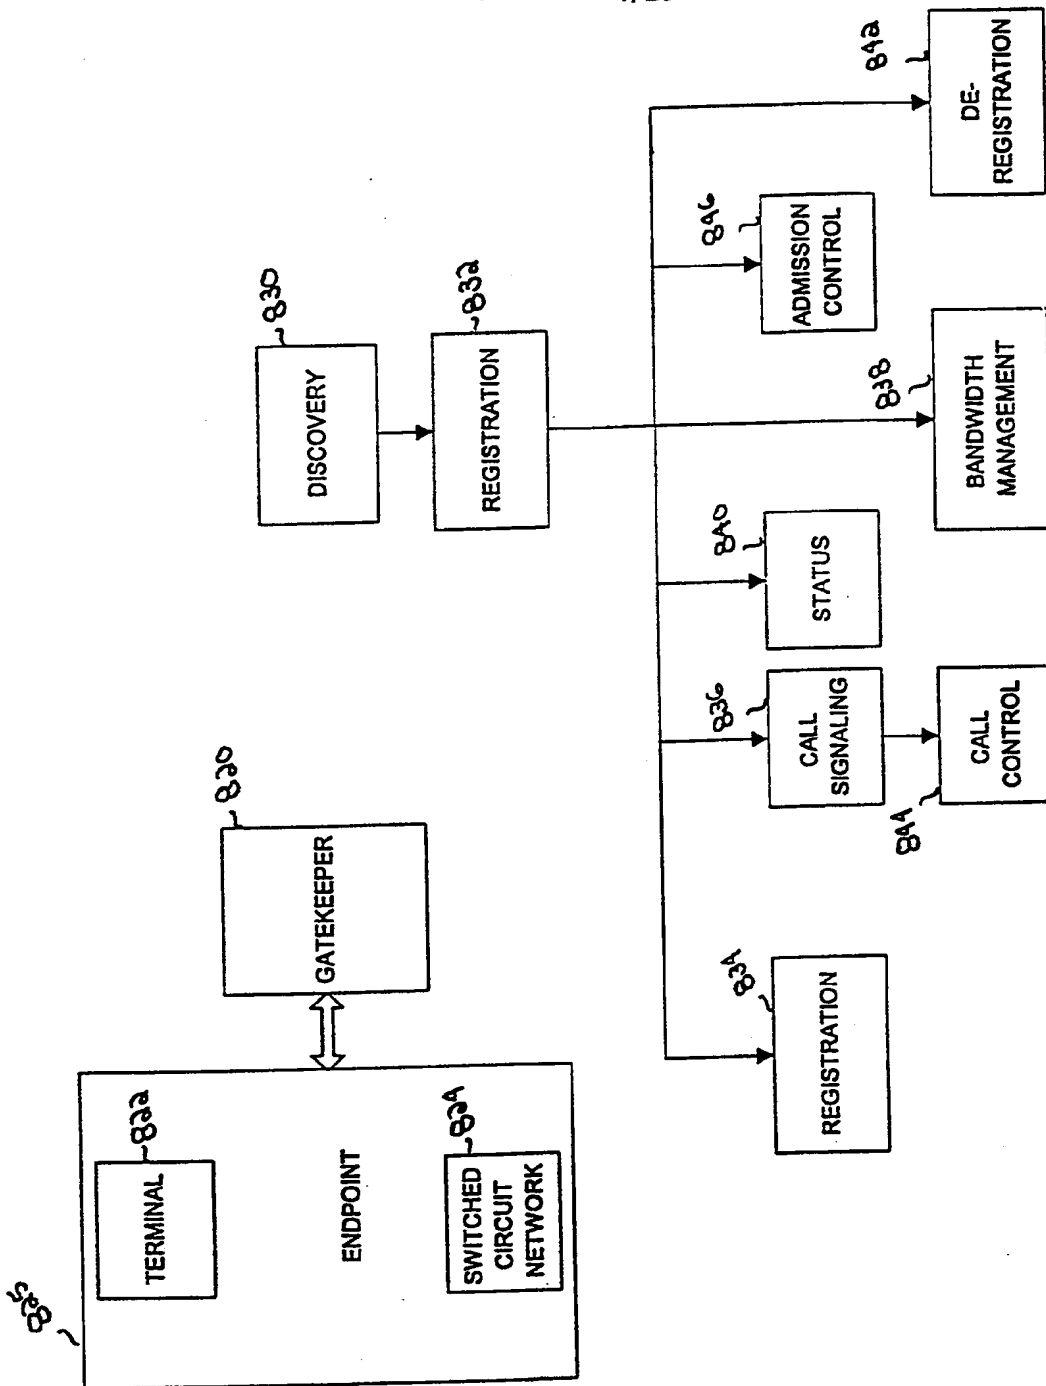 825
TERMINAL
822
ENDPOINT
SWITCHED
CIRCUIT
NETWORK
824
GATEKEEPER
820
DISCOVERY
830
REGISTRATION
832
REGISTRATION
834
CALL
SIGNALING
836
CALL
CONTROL
844
STATUS
840
BANDWIDTH
MANAGEMENT
838
ADMISSION
CONTROL
846
DE-
REGISTRATION
842